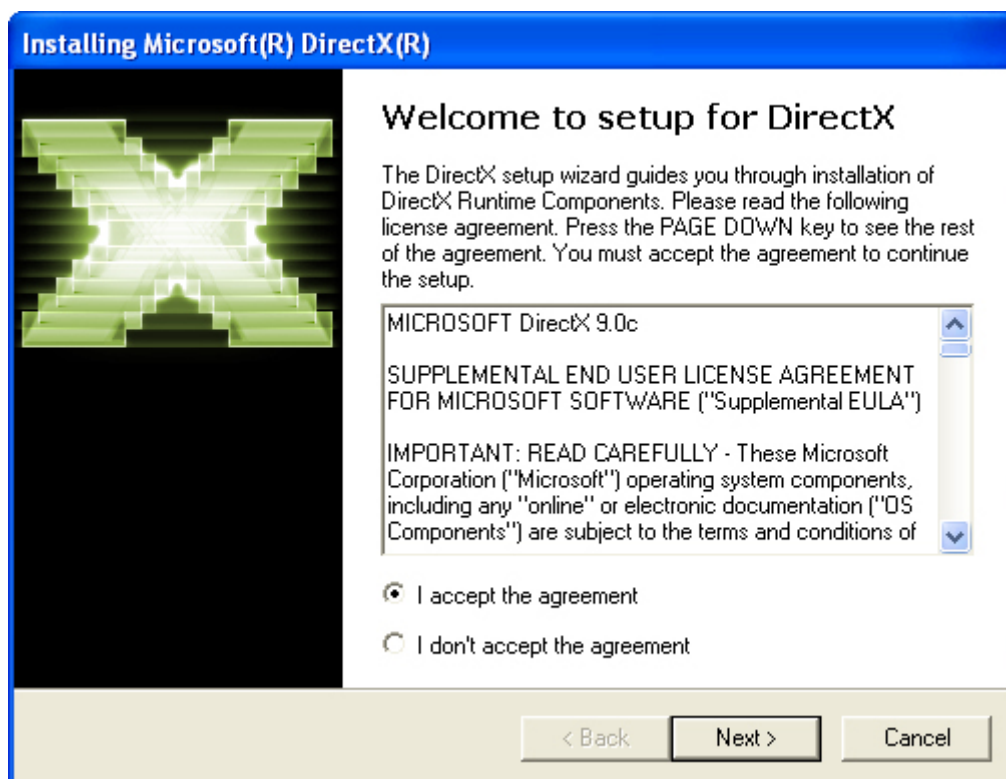 Installing Microsoft(R) DirectX(R)
Welcome to setup for DirectX
The DirectX setup wizard guides you through installation of
DirectX Runtime Components. Please read the following
license agreement. Press the PAGE DOWN key to see the rest
of the agreement. You must accept the agreement to continue
the setup.
MICROSOFT DirectX 9.0c
SUPPLEMENTAL END USER LICENSE AGREEMENT
FOR MICROSOFT SOFTWARE ("Supplemental EULA")
IMPORTANT: READ CAREFULLY - These Microsoft
Corporation ("Microsoft") operating system components,
including any "online" or electronic documentation ("OS
Components") are subject to the terms and conditions of
I accept the agreement
I don't accept the agreement
< Back
Next >
Cancel